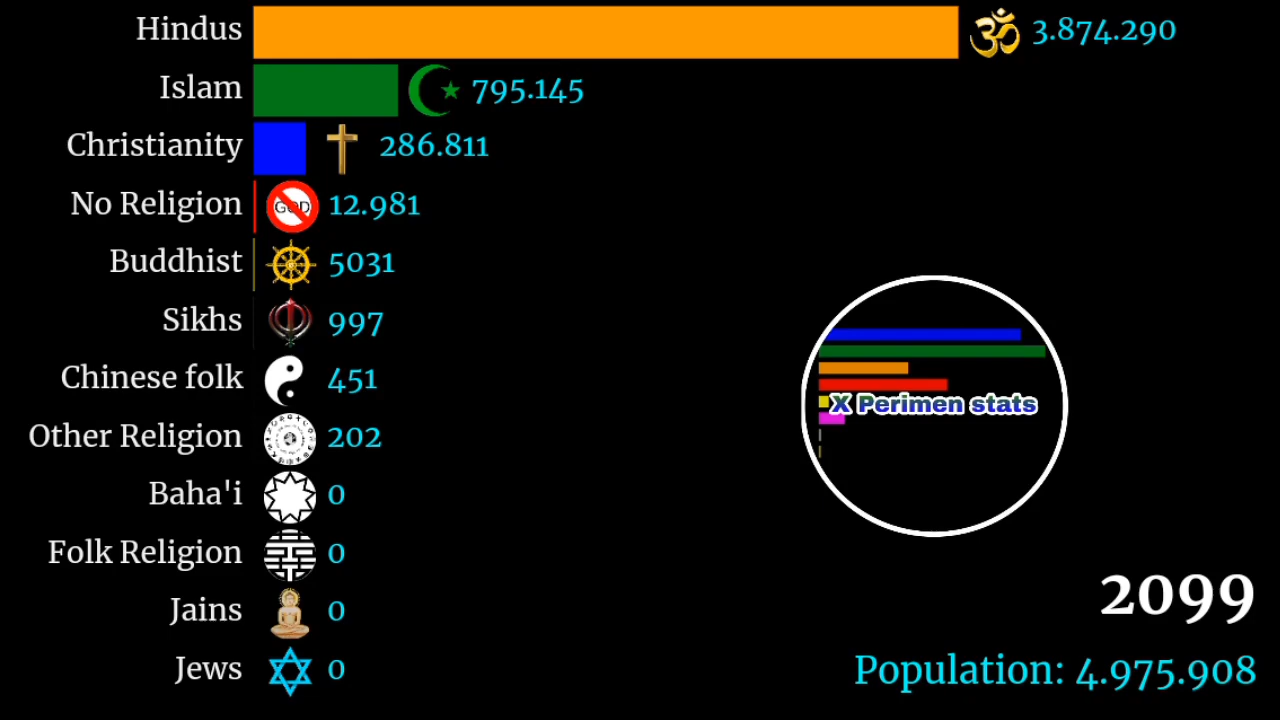 Hindus 3.874.290
Islam 795.145
Christianity 286.811
No Religion GOD 12.981
Buddhist 5031
Sikhs 997
Chinese folk 451
Other Religion 202
Baha'i 0
Folk Religion 0
Jains 0
Jews 0
X Perimen stats
2099
Population: 4.975.908